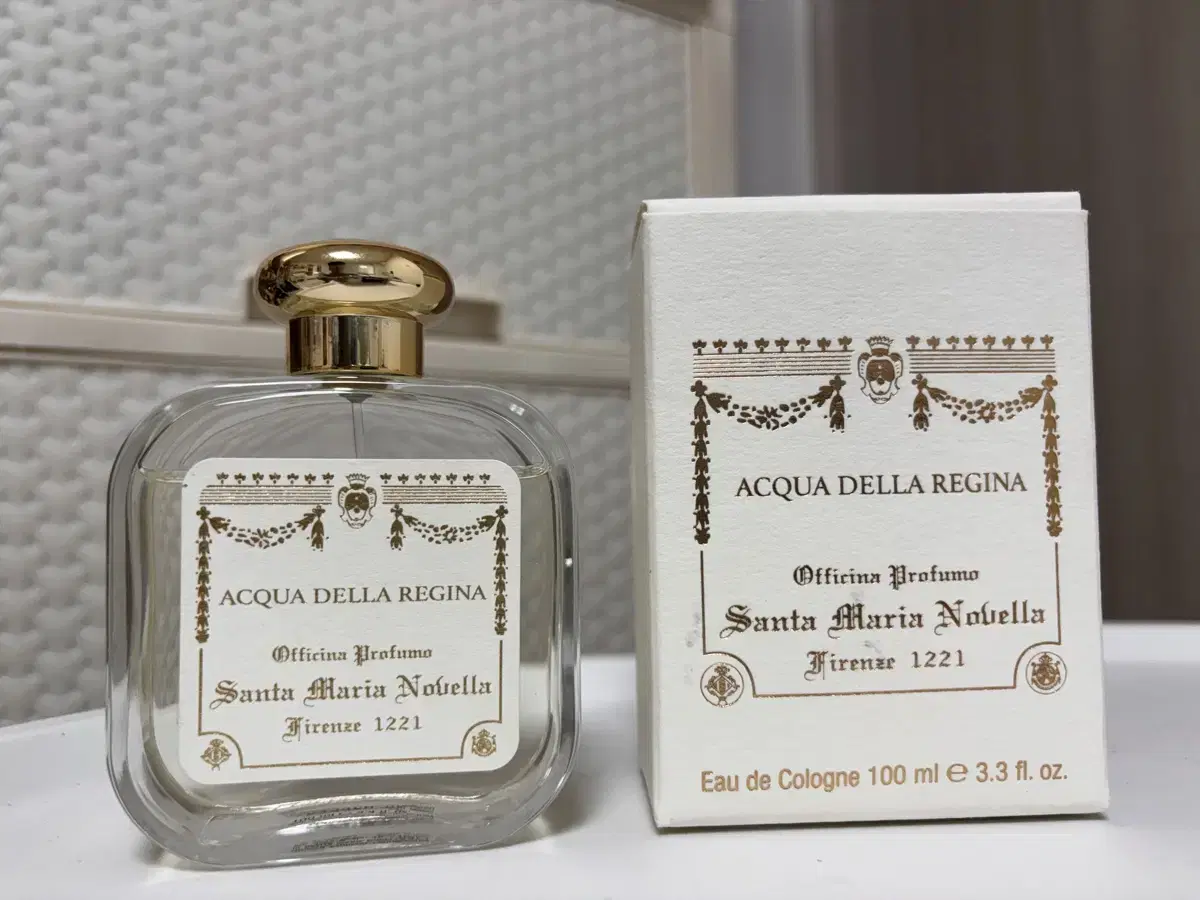 ACQUA DELLA REGINA
Officina Profumo
Santa Maria Novella
Firenze 1221
ACQUA DELLA REGINA
Officina Profumo
Santa Maria Novella
Firenze 1221
Eau de Cologne 100 ml ℮ 3.3 fl. oz.